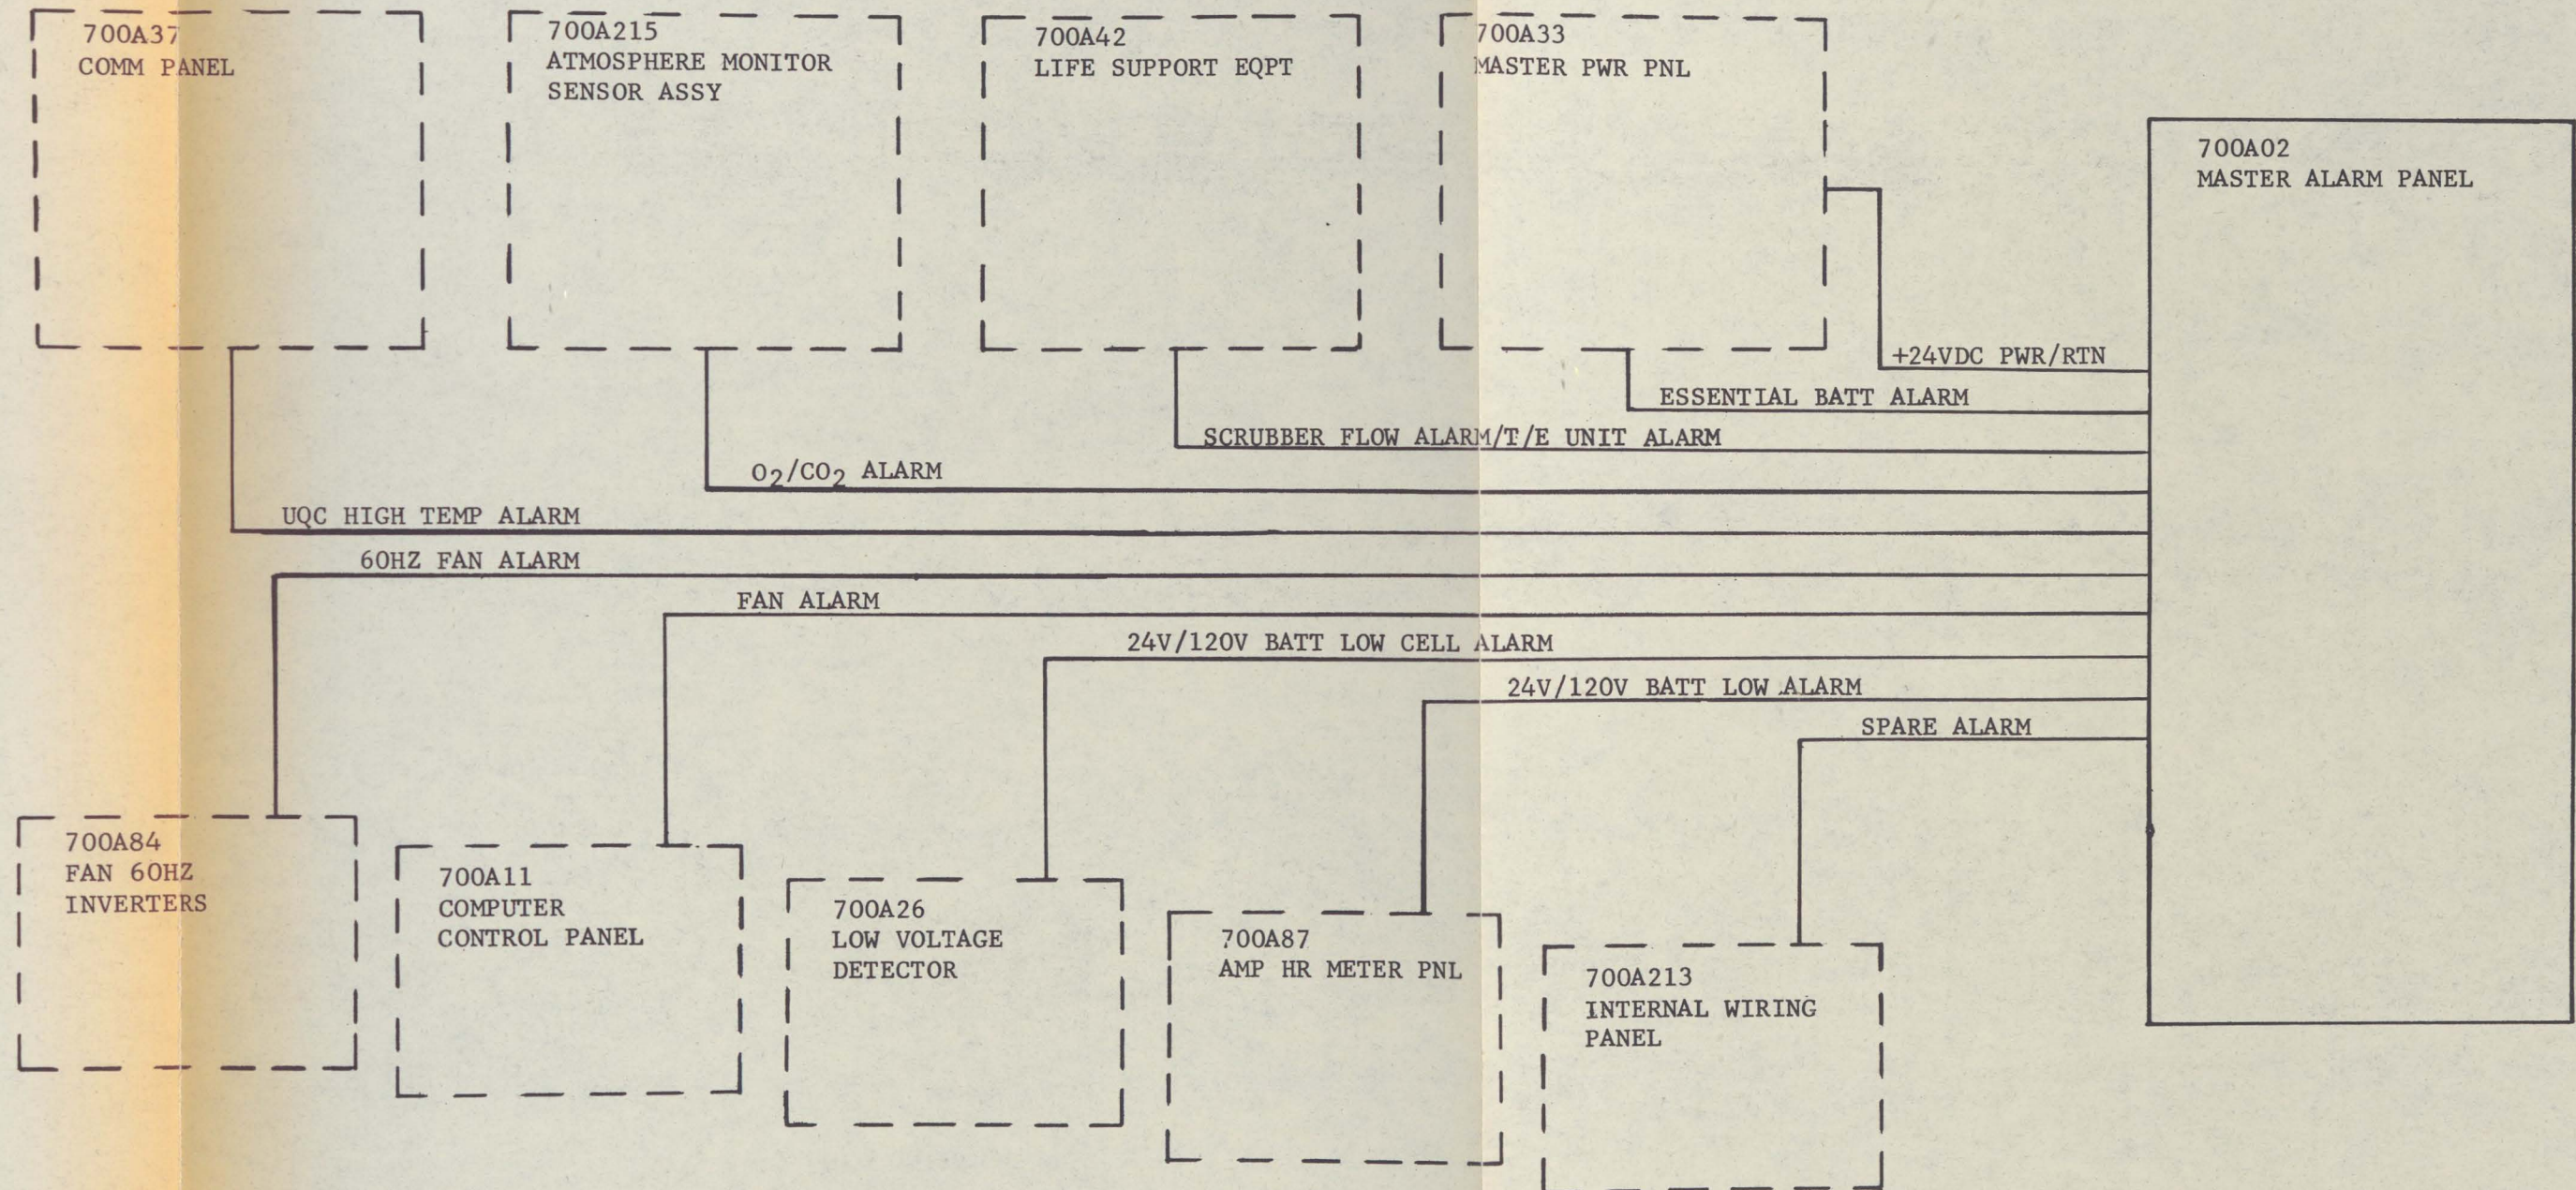 700A37
COMM PANEL
700A215
ATMOSPHERE MONITOR
SENSOR ASSY
700A42
LIFE SUPPORT EQPT
700A33
MASTER PWR PNL
700A02
MASTER ALARM PANEL
+24VDC PWR/RTN
ESSENTIAL BATT ALARM
SCRUBBER FLOW ALARM/T/E UNIT ALARM
O2/CO2 ALARM
UQC HIGH TEMP ALARM
60HZ FAN ALARM
FAN ALARM
24V/120V BATT LOW CELL ALARM
24V/120V BATT LOW ALARM
SPARE ALARM
700A84
FAN 60HZ
INVERTERS
700A11
COMPUTER
CONTROL PANEL
700A26
LOW VOLTAGE
DETECTOR
700A87
AMP HR METER PNL
700A213
INTERNAL WIRING
PANEL